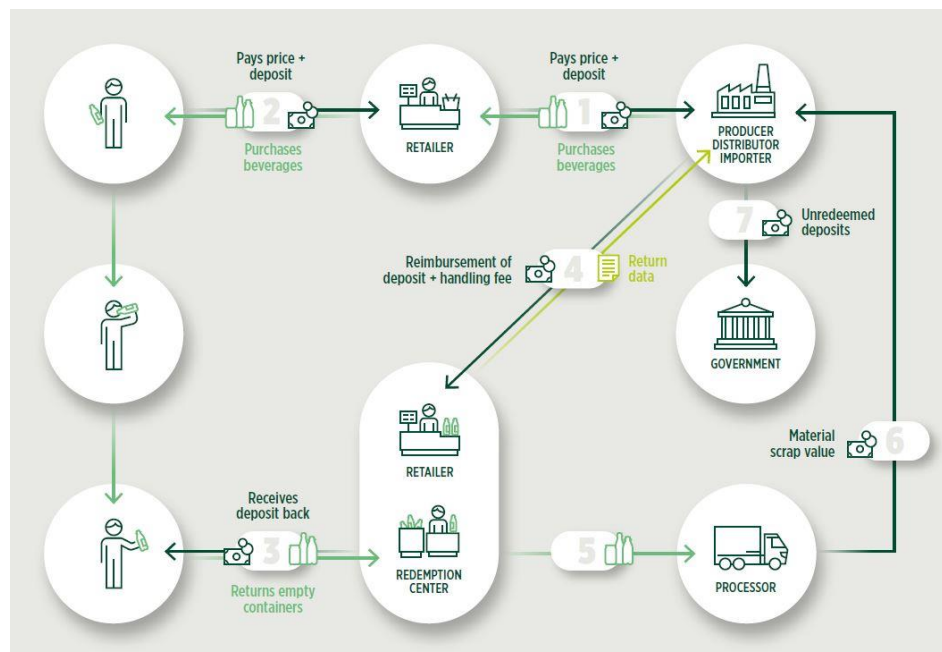 Pays price +
deposit
2
Purchases
beverages
RETAILER
Pays price +
deposit
1
Purchases
beverages
PRODUCER
DISTRIBUTOR
IMPORTER
7
Unredeemed
deposits
Reimbursement of
deposit + handling fee
4
Return
data
GOVERNMENT
RETAILER
Material
scrap value
6
Receives
deposit back
3
Returns empty
containers
REDEMPTION
CENTER
5
PROCESSOR